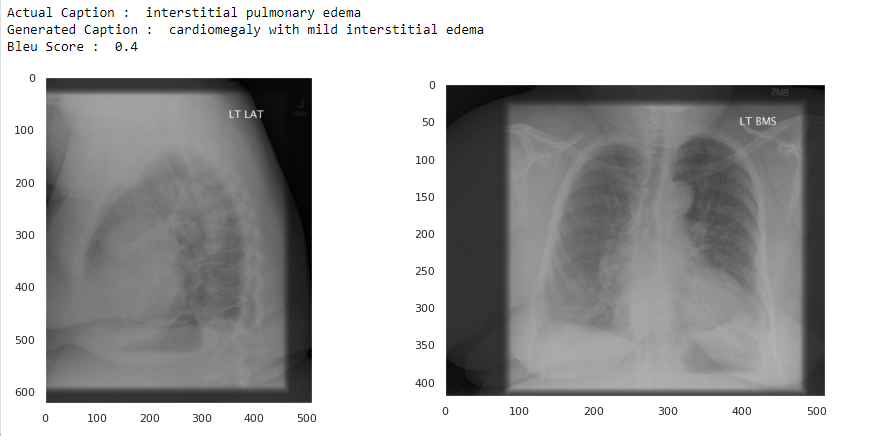 Actual Caption :  interstitial pulmonary edema
Generated Caption :  cardiomegaly with mild interstitial edema
Bleu Score :  0.4
0
100
200
300
400
500
600
0 100 200 300 400 500
LT LAT
L
0
50
100
150
200
250
300
350
400
0 100 200 300 400 500
LT BMS